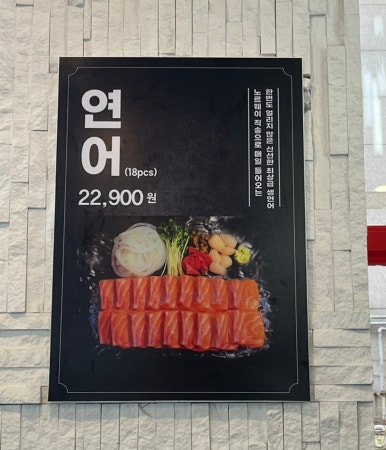 연
어 (18pcs)
22,900 원
한번도 얼리지 않은 신선한 최상급 생연어
노르웨이 직송으로 매일 들어오는